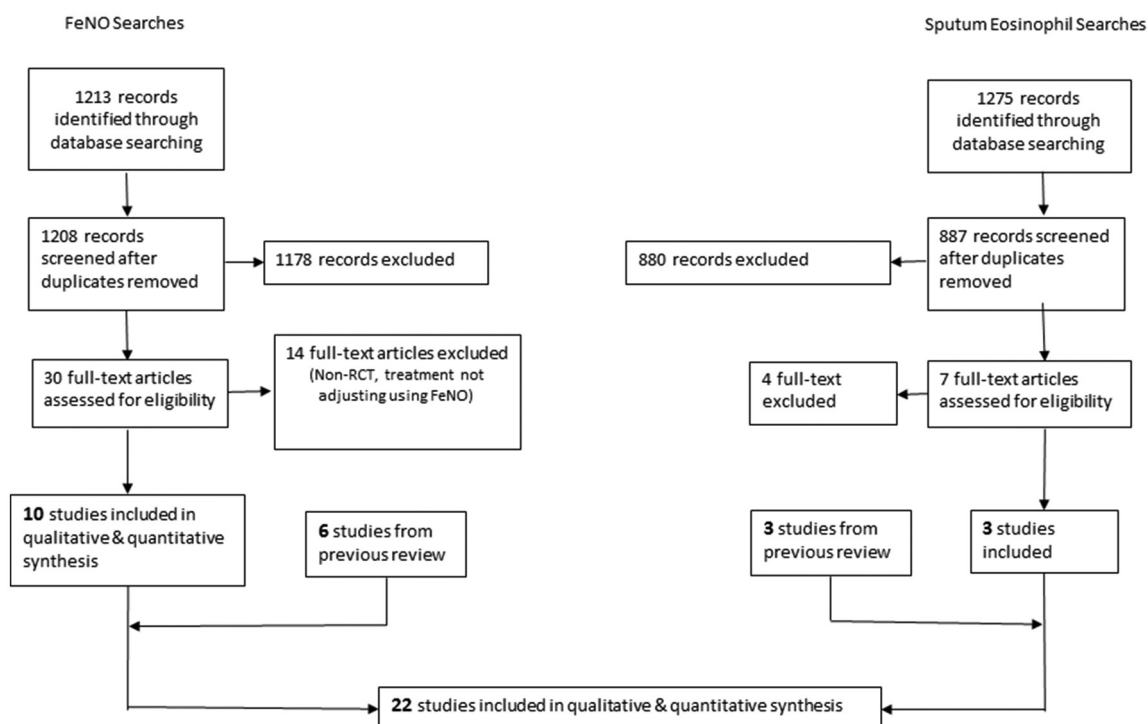 FeNO Searches
Sputum Eosinophil Searches
1213 records
identified through
database searching
1275 records
identified through
database searching
1208 records
screened after
duplicates removed
1178 records excluded
880 records excluded
887 records screened
after duplicates
removed
30 full-text articles
assessed for eligibility
14 full-text articles excluded
(Non-RCT, treatment not
adjusting using FeNO)
4 full-text
excluded
7 full-text articles
assessed for eligibility
10 studies included in
qualitative & quantitative
synthesis
6 studies from
previous review
3 studies from
previous review
3 studies
included
22 studies included in qualitative & quantitative synthesis